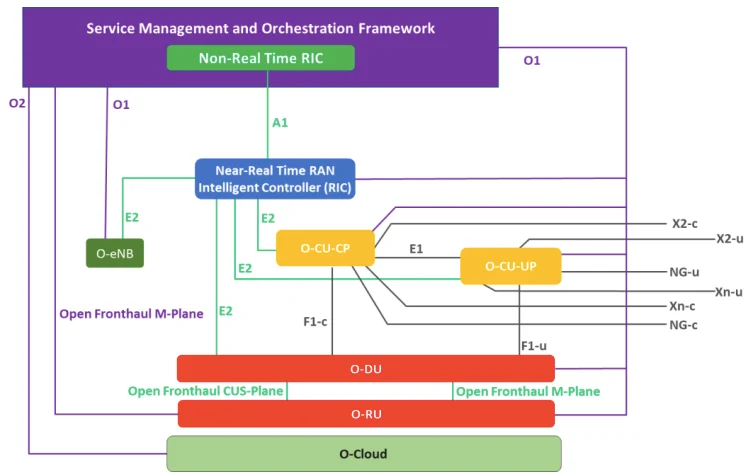 Service Management and Orchestration Framework
Non-Real Time RIC
O1
O2
O1
A1
Near-Real Time RAN
Intelligent Controller (RIC)
E2
E2
X2-c
X2-u
O-eNB
O-CU-CP
E1
O-CU-UP
E2
NG-u
Xn-u
Xn-c
Open Fronthaul M-Plane
E2
F1-c
NG-c
F1-u
O-DU
Open Fronthaul CUS-Plane
Open Fronthaul M-Plane
O-RU
O-Cloud